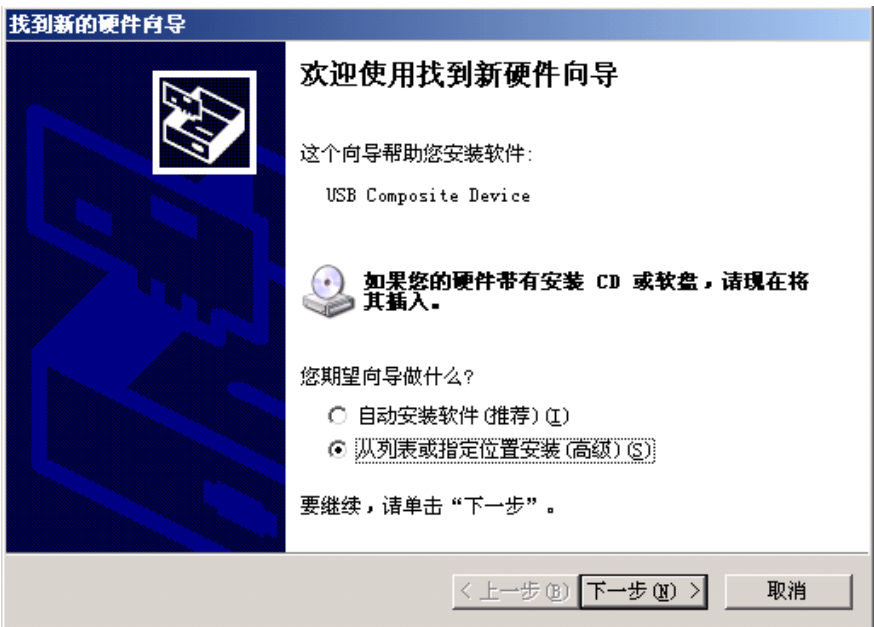 找到新的硬件向导
欢迎使用找到新硬件向导
这个向导帮助您安装软件:
USB Composite Device
如果您的硬件带有安装 CD 或软盘，请现在将
其插入。
您期望向导做什么?
自动安装软件(推荐)(I)
从列表或指定位置安装(高级)(S)
要继续，请单击“下一步”。
< 上一步(B) 下一步(N) > 取消